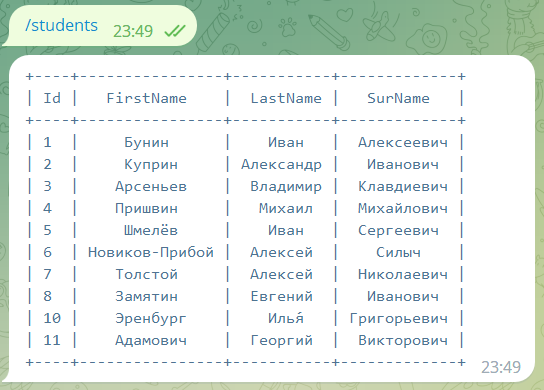 /students 23:49
+----+----------------+-----------+-------------+
| Id |   FirstName    |  LastName |   SurName   |
+----+----------------+-----------+-------------+
| 1  |     Бунин      |    Иван   |  Алексеевич |
| 2  |     Куприн     | Александр |   Иванович  |
| 3  |    Арсеньев    |  Владимир |  Клавдиевич |
| 4  |    Пришвин     |   Михаил  |  Михайлович |
| 5  |     Шмелёв     |    Иван   |  Сергеевич  |
| 6  | Новиков-Прибой |  Алексей  |    Силыч    |
| 7  |    Толстой     |  Алексей  |  Николаевич |
| 8  |    Замятин     |  Евгений  |   Иванович  |
| 10 |    Эренбург    |    Илья́   | Григорьевич |
| 11 |    Адамович    |  Георгий  |  Викторович |
+----+----------------+-----------+-------------+
23:49